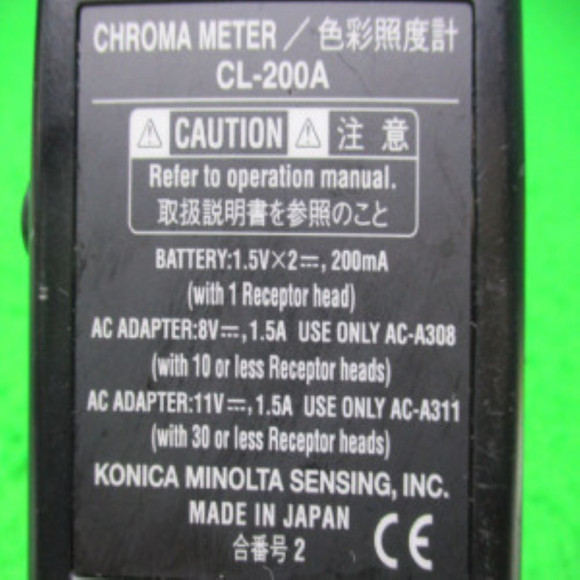 CHROMA METER / 色彩照度計
CL-200A
⚠ CAUTION ⚠ 注 意
Refer to operation manual.
取扱説明書を参照のこと
BATTERY:1.5V×2⎓, 200mA
(with 1 Receptor head)
AC ADAPTER:8V⎓, 1.5A USE ONLY AC-A308
(with 10 or less Receptor heads)
AC ADAPTER:11V⎓, 1.5A USE ONLY AC-A311
(with 30 or less Receptor heads)
KONICA MINOLTA SENSING, INC.
MADE IN JAPAN
合番号 2
CE